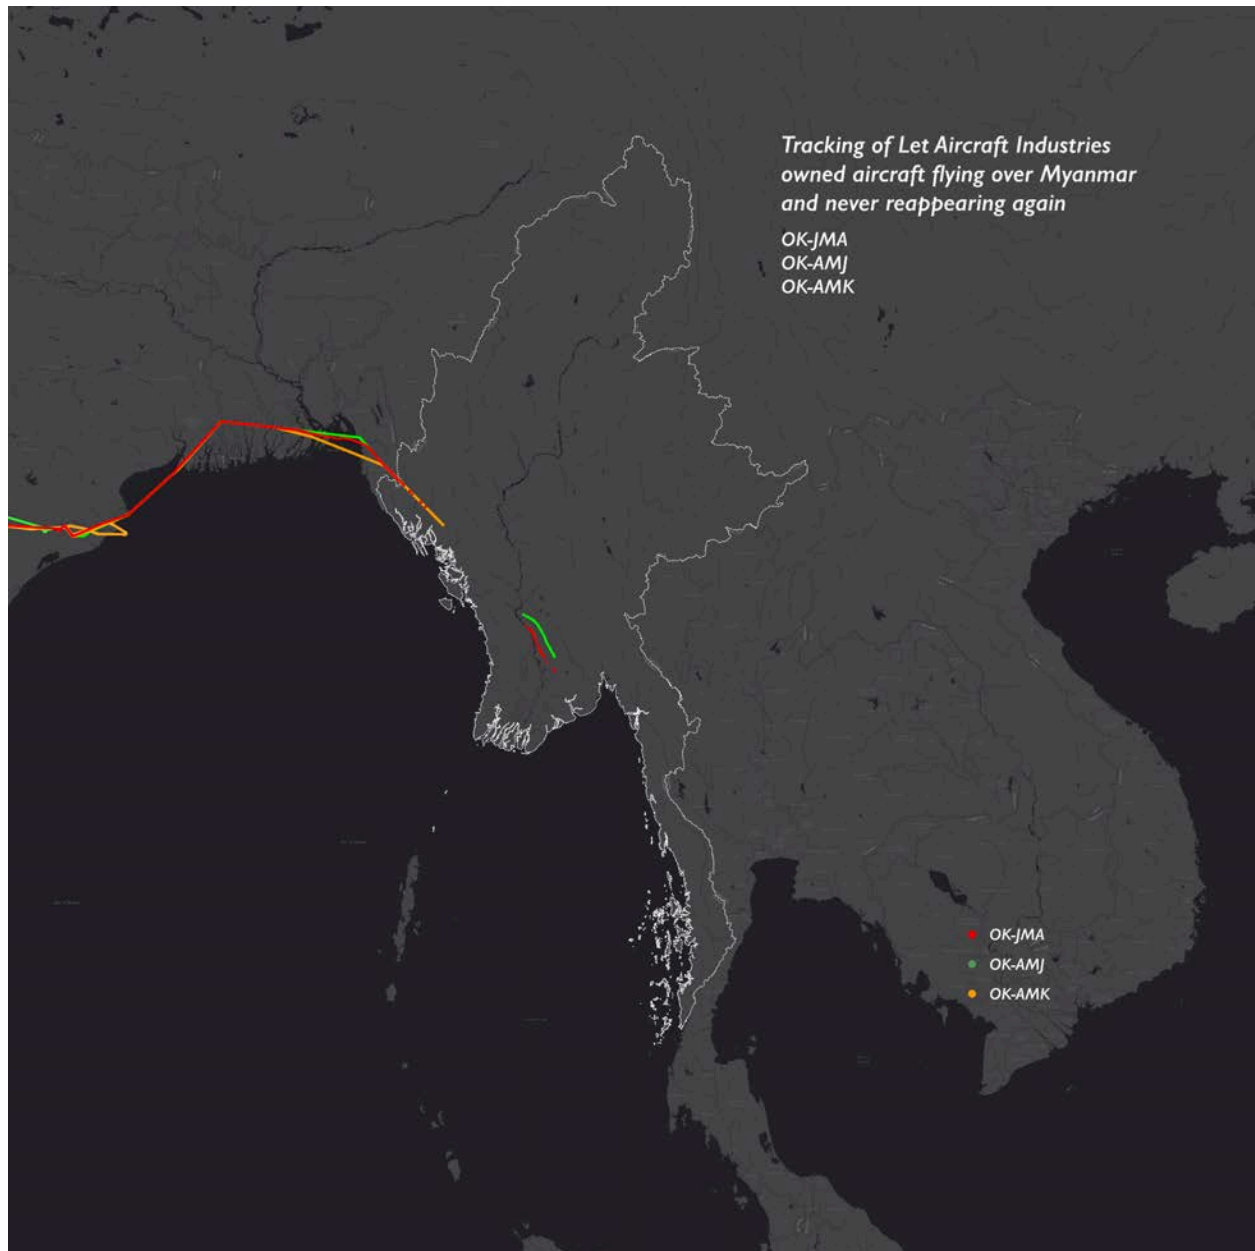 Tracking of Let Aircraft Industries
owned aircraft flying over Myanmar
and never reappearing again
OK-JMA
OK-AMJ
OK-AMK
OK-JMA
OK-AMJ
OK-AMK